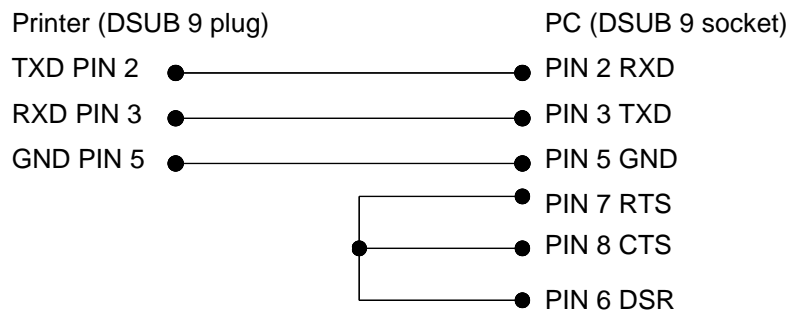 Printer (DSUB 9 plug) PC (DSUB 9 socket)
TXD PIN 2 PIN 2 RXD
RXD PIN 3 PIN 3 TXD
GND PIN 5 PIN 5 GND
PIN 7 RTS
PIN 8 CTS
PIN 6 DSR